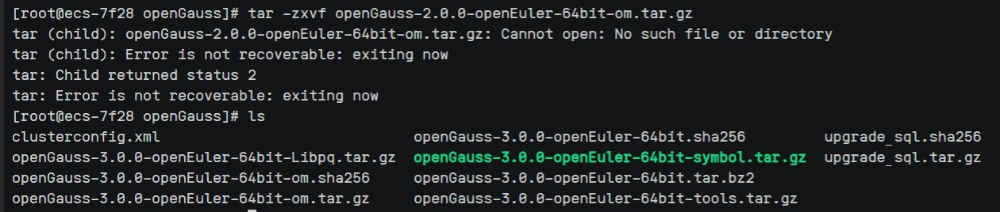 [root@ecs-7f28 openGauss]# tar -zxvf openGauss-2.0.0-openEuler-64bit-om.tar.gz
tar (child): openGauss-2.0.0-openEuler-64bit-om.tar.gz: Cannot open: No such file or directory
tar (child): Error is not recoverable: exiting now
tar: Child returned status 2
tar: Error is not recoverable: exiting now
[root@ecs-7f28 openGauss]# ls
clusterconfig.xml openGauss-3.0.0-openEuler-64bit.sha256 upgrade_sql.sha256
openGauss-3.0.0-openEuler-64bit-Libpq.tar.gz openGauss-3.0.0-openEuler-64bit-symbol.tar.gz upgrade_sql.tar.gz
openGauss-3.0.0-openEuler-64bit-om.sha256 openGauss-3.0.0-openEuler-64bit.tar.bz2
openGauss-3.0.0-openEuler-64bit-om.tar.gz openGauss-3.0.0-openEuler-64bit-tools.tar.gz